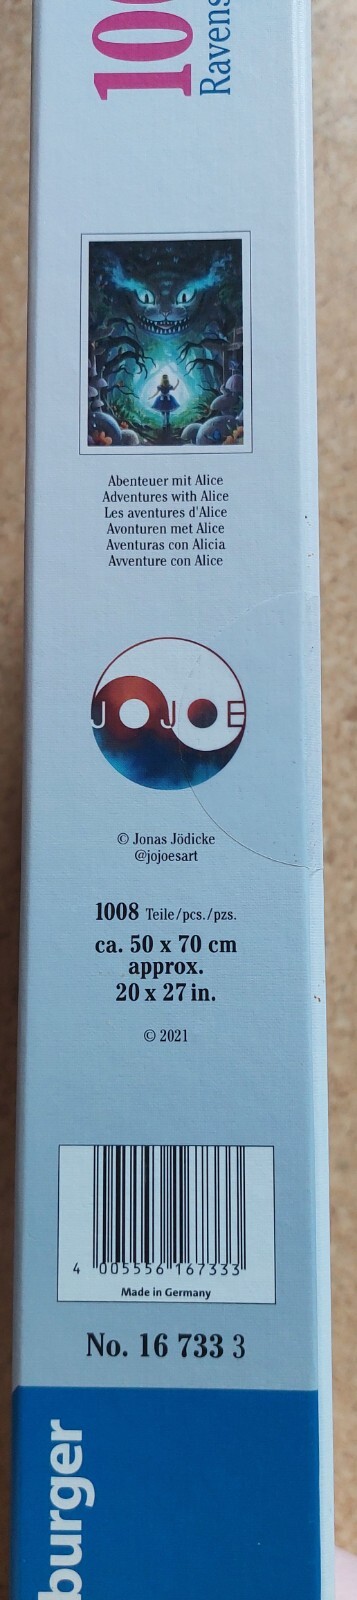 100
Ravens
Abenteuer mit Alice
Adventures with Alice
Les aventures d'Alice
Avonturen met Alice
Aventuras con Alicia
Avventure con Alice
JOJOE
© Jonas Jödicke
@jojoesart
1008 Teile/pcs./pzs.
ca. 50 x 70 cm
approx.
20 x 27 in.
© 2021
4 005556 167333
Made in Germany
No. 16 733 3
burger